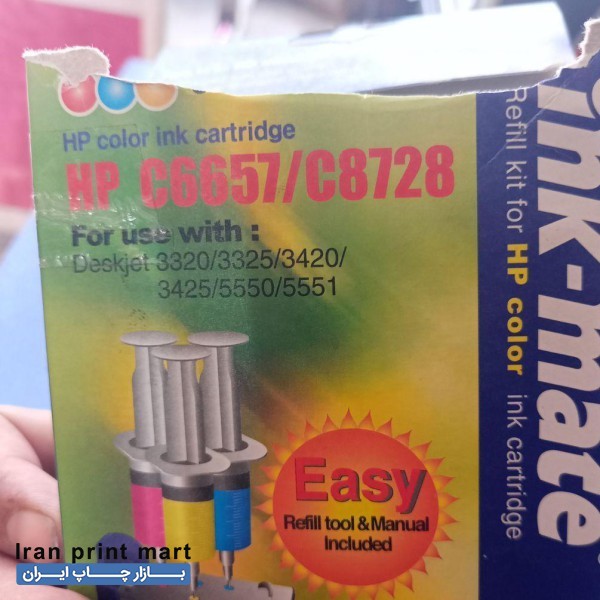 HP color ink cartridge
HP C6657/C8728
For use with :
Deskjet 3320/3325/3420/
3425/5550/5551
Easy
Refill tool & Manual
Included
ink-mate
Refill kit for HP color ink cartridge
Iran print mart
بازار چاپ ایران